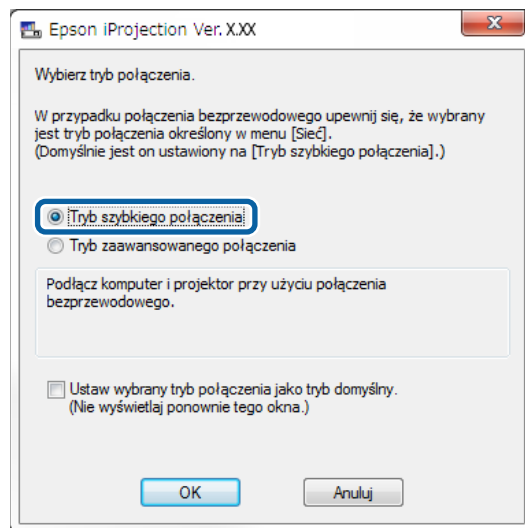 Epson iProjection Ver. X.XX
Wybierz tryb połączenia.
W przypadku połączenia bezprzewodowego upewnij się, że wybrany
jest tryb połączenia określony w menu [Sieć].
(Domyślnie jest on ustawiony na [Tryb szybkiego połączenia].)
Tryb szybkiego połączenia
Tryb zaawansowanego połączenia
Podłącz komputer i projektor przy użyciu połączenia
bezprzewodowego.
Ustaw wybrany tryb połączenia jako tryb domyślny.
(Nie wyświetlaj ponownie tego okna.)
OK Anuluj